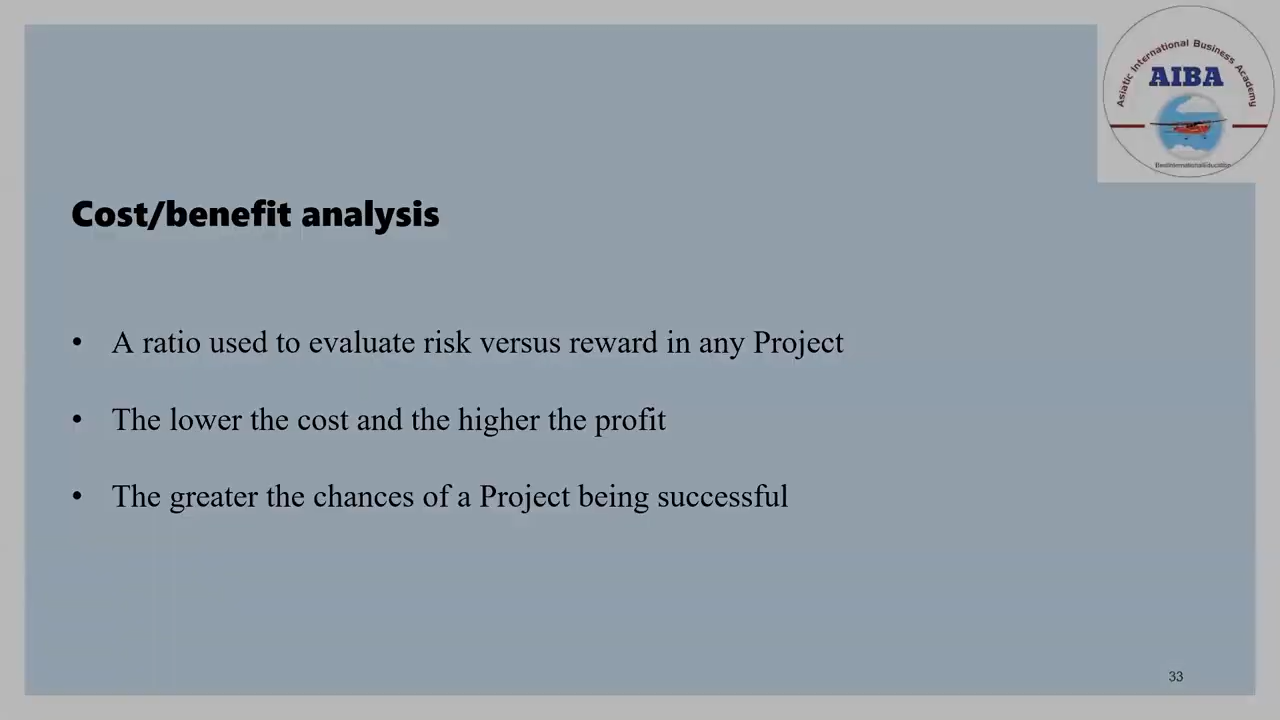 Asiatic International Business Academy
AIBA
BestInternationalEducation
Cost/benefit analysis
• A ratio used to evaluate risk versus reward in any Project
• The lower the cost and the higher the profit
• The greater the chances of a Project being successful
33